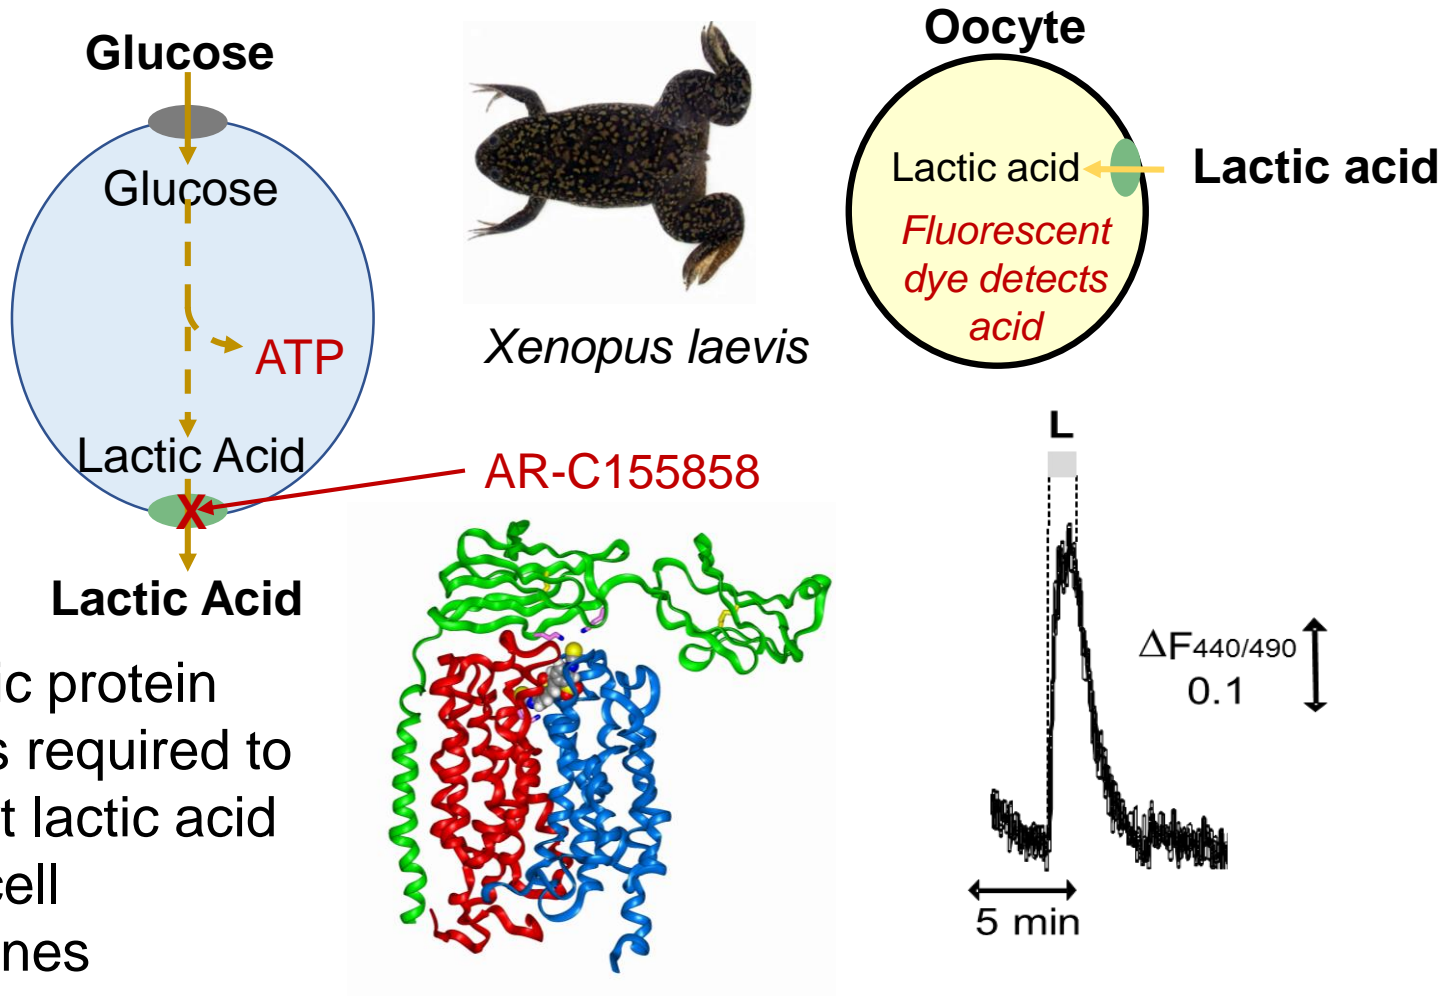 Glucose
Glucose
ATP
Lactic Acid
X
Lactic Acid
ic protein
s required to
t lactic acid
cell
nes
Xenopus laevis
AR-C155858
Oocyte
Lactic acid
Lactic acid
Fluorescent
dye detects
acid
L
ΔF440/490
0.1
5 min